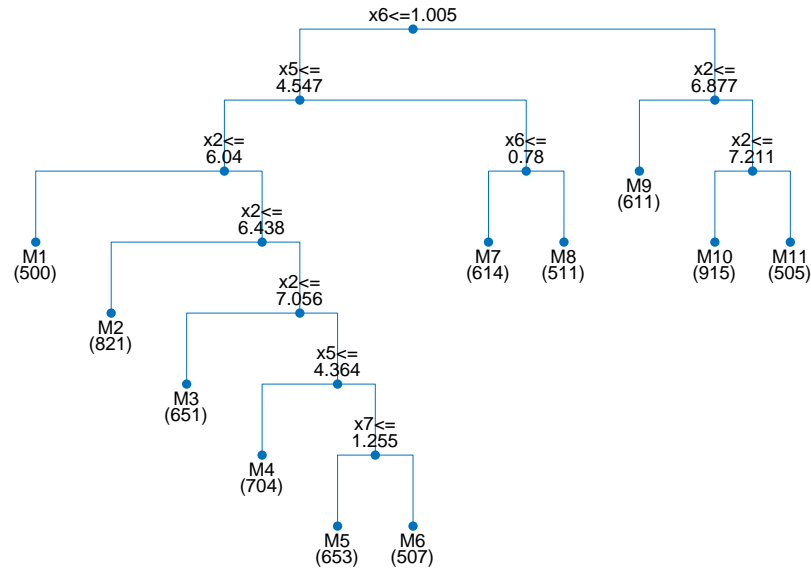 x6<=1.005
x5<=
4.547
x2<=
6.877
x2<=
6.04
x6<=
0.78
x2<=
7.211
M9
(611)
x2<=
6.438
M1
(500)
M7
(614)
M8
(511)
M10
(915)
M11
(505)
x2<=
7.056
M2
(821)
x5<=
4.364
M3
(651)
x7<=
1.255
M4
(704)
M5
(653)
M6
(507)